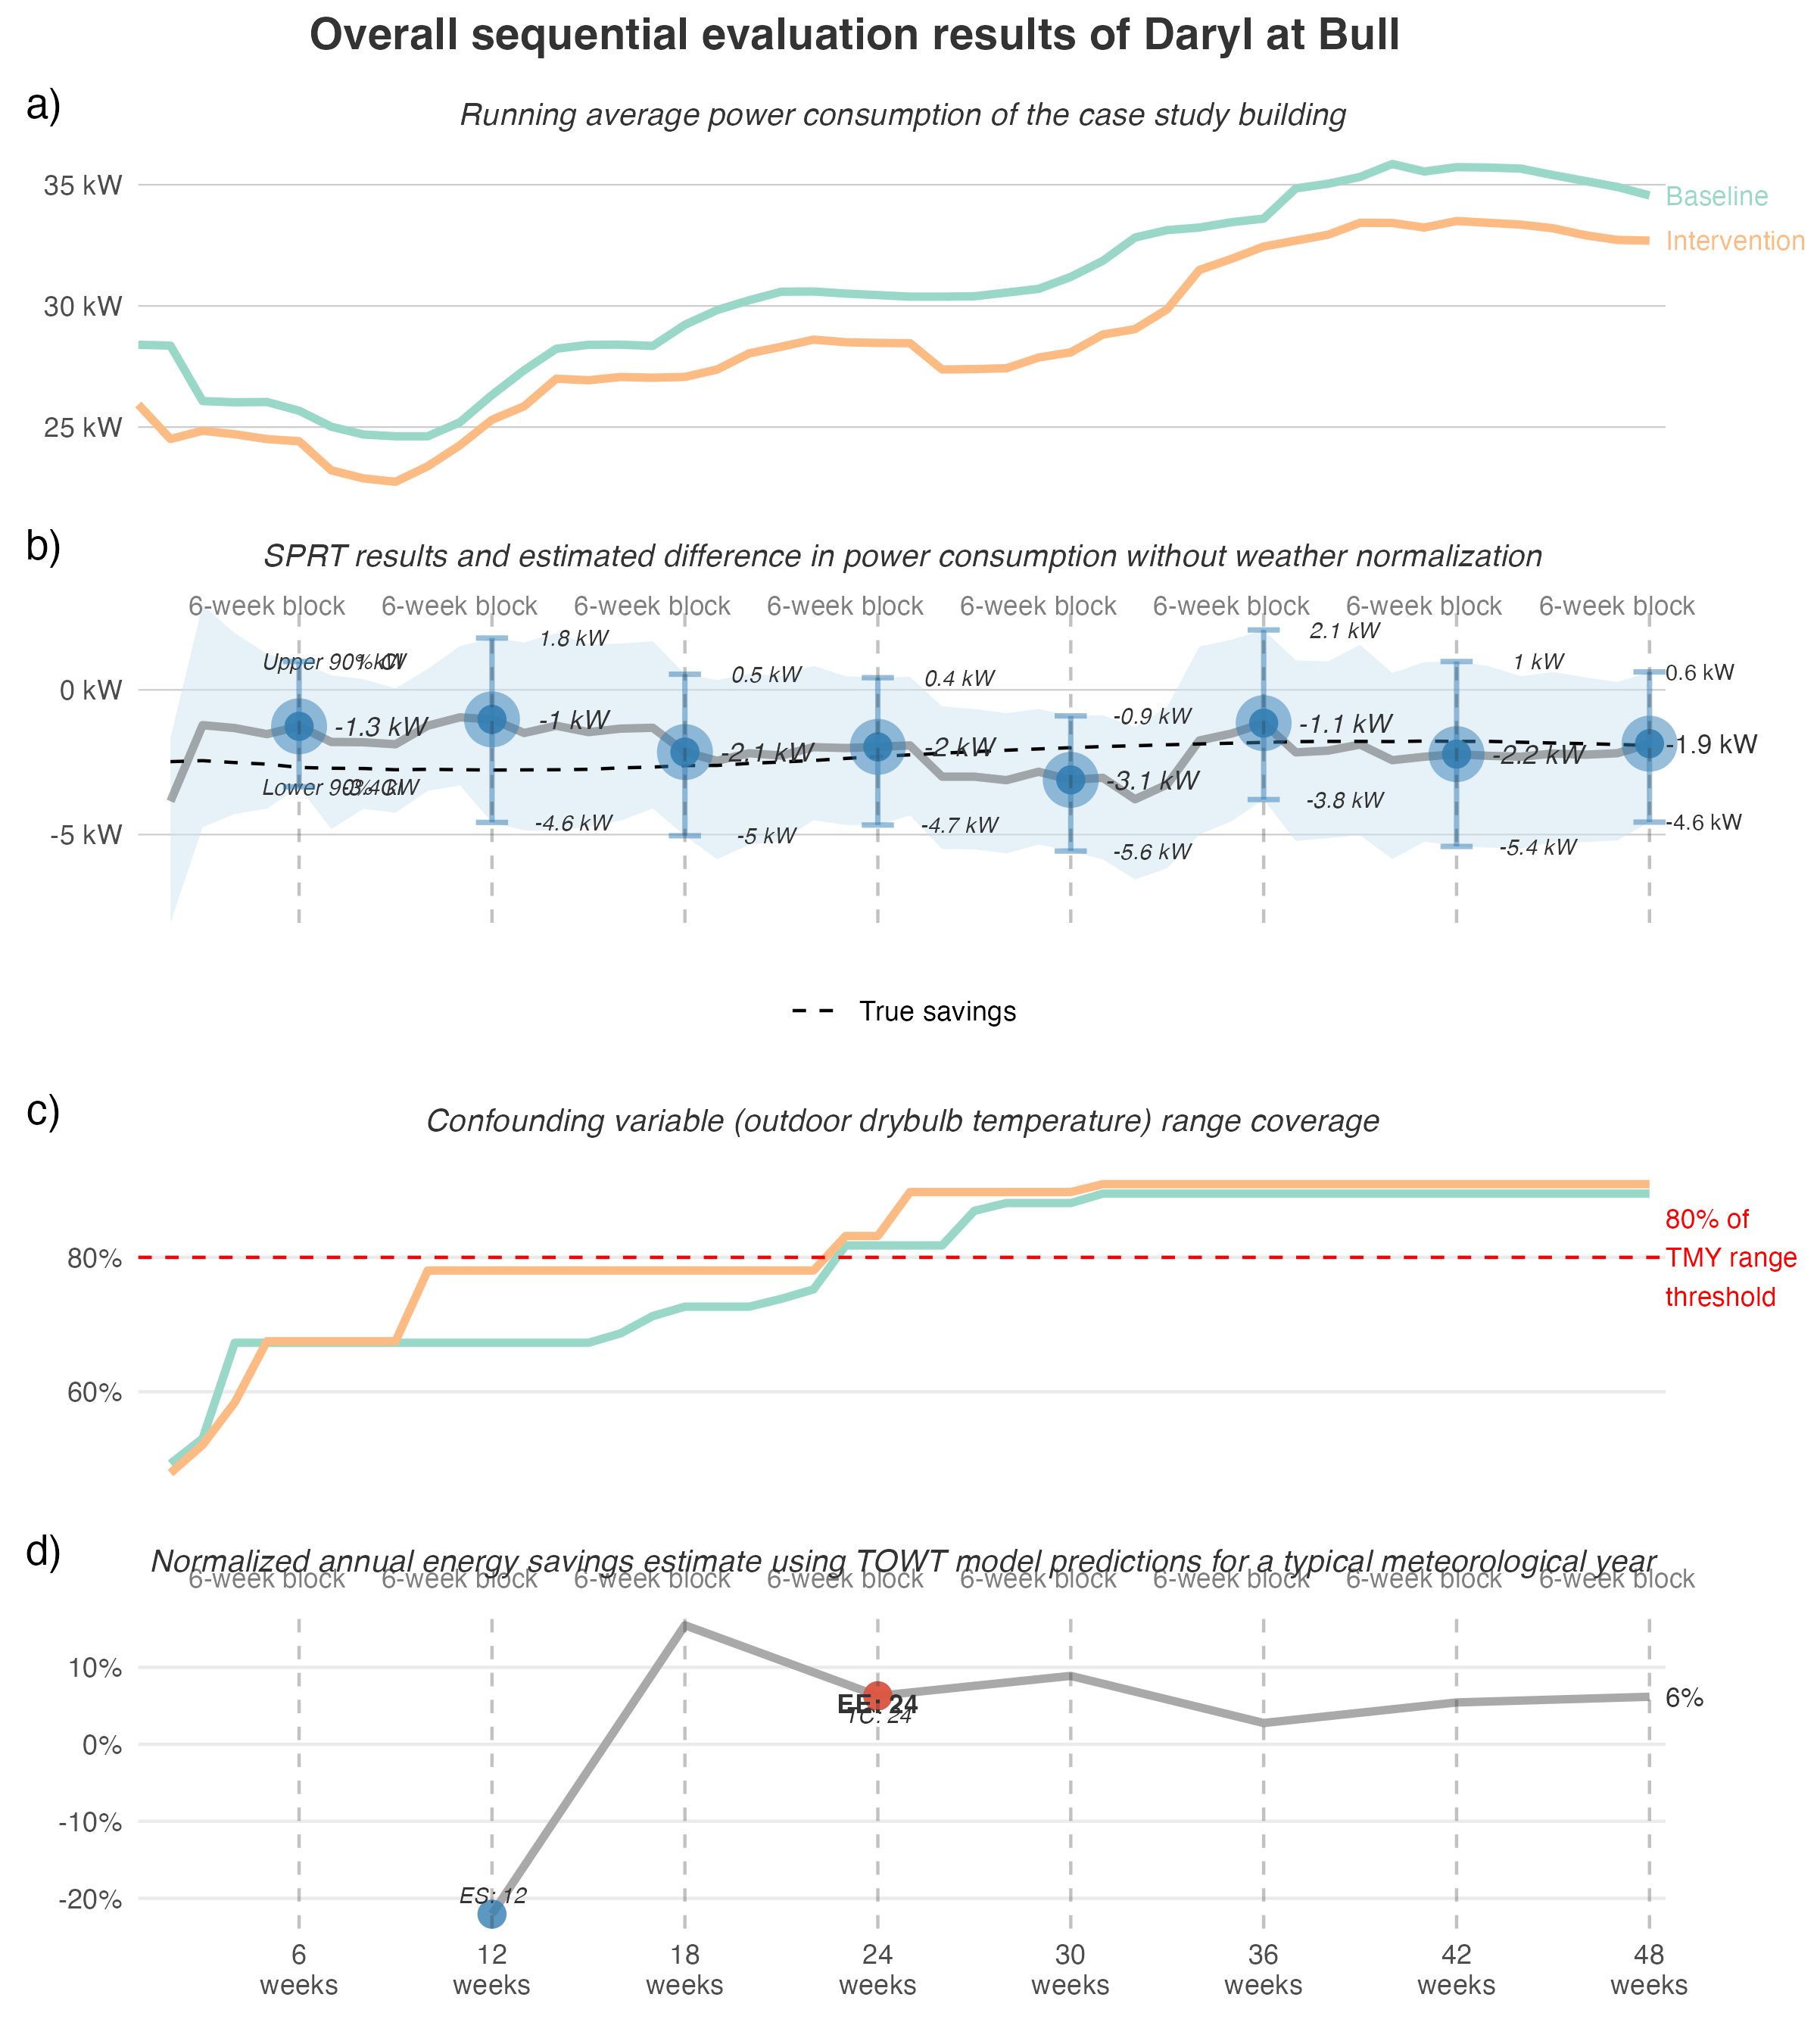 Overall sequential evaluation results of Daryl at Bull
a)
Running average power consumption of the case study building
35 kW
30 kW
25 kW
Baseline
Intervention
b)
SPRT results and estimated difference in power consumption without weather normalization
6-week block 6-week block 6-week block 6-week block 6-week block 6-week block 6-week block 6-week block
0 kW
-5 kW
Upper 90% CI
1.8 kW
0.5 kW
0.4 kW
-0.9 kW
2.1 kW
1 kW
0.6 kW
-1.3 kW
-1 kW
-2.1 kW
-2 kW
-3.1 kW
-1.1 kW
-2.2 kW
-1.9 kW
Lower 90% CI
-3.4 kW
-4.6 kW
-5 kW
-4.7 kW
-5.6 kW
-3.8 kW
-5.4 kW
-4.6 kW
True savings
c)
Confounding variable (outdoor drybulb temperature) range coverage
80%
60%
80% of
TMY range
threshold
d)
Normalized annual energy savings estimate using TOWT model predictions for a typical meteorological year
6-week block 6-week block 6-week block 6-week block 6-week block 6-week block 6-week block 6-week block
10%
0%
-10%
-20%
ES: 12
EE: 24
TC: 24
6%
6 weeks
12 weeks
18 weeks
24 weeks
30 weeks
36 weeks
42 weeks
48 weeks